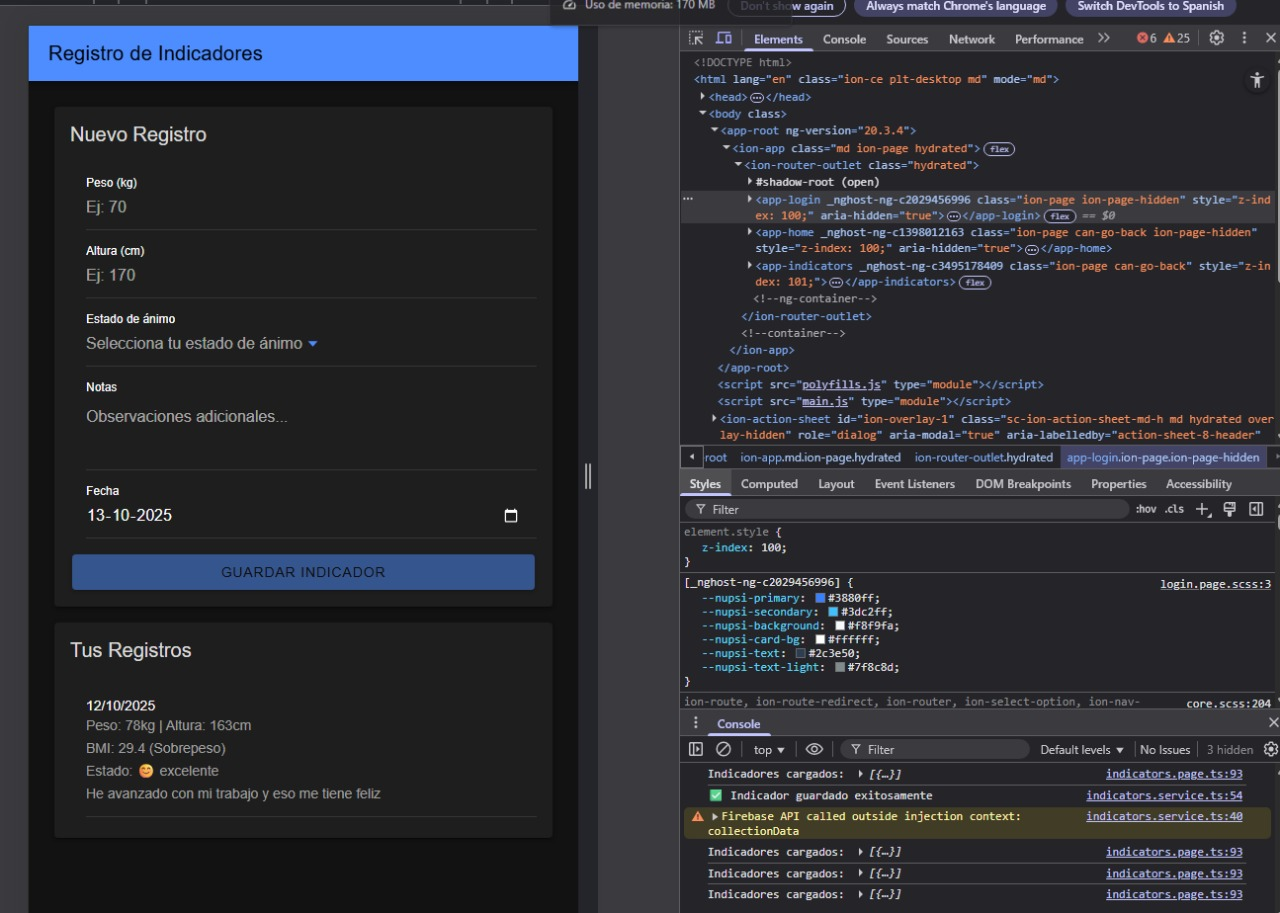 Uso de memoria: 170 MB
Don't show again
Always match Chrome's language
Switch DevTools to Spanish
Registro de Indicadores
Nuevo Registro
Peso (kg)
Ej: 70
Altura (cm)
Ej: 170
Estado de ánimo
Selecciona tu estado de ánimo
Notas
Observaciones adicionales...
Fecha
13-10-2025
GUARDAR INDICADOR
Tus Registros
12/10/2025
Peso: 78kg | Altura: 163cm
BMI: 29.4 (Sobrepeso)
Estado: 😊 excelente
He avanzado con mi trabajo y eso me tiene feliz
Elements Console Sources Network Performance 6 25
<!DOCTYPE html>
<html lang="en" class="ion-ce plt-desktop md" mode="md">
<head>…</head>
<body class>
<app-root ng-version="20.3.4">
<ion-app class="md ion-page hydrated"> flex
<ion-router-outlet class="hydrated">
#shadow-root (open)
<app-login _nghost-ng-c2029456996 class="ion-page ion-page-hidden" style="z-ind
ex: 100;" aria-hidden="true">…</app-login> flex == $0
<app-home _nghost-ng-c1398012163 class="ion-page can-go-back ion-page-hidden"
style="z-index: 100;" aria-hidden="true">…</app-home>
<app-indicators _nghost-ng-c3495178409 class="ion-page can-go-back" style="z-in
dex: 101;">…</app-indicators> flex
<!--ng-container-->
</ion-router-outlet>
<!--container-->
</ion-app>
</app-root>
<script src="polyfills.js" type="module"></script>
<script src="main.js" type="module"></script>
<ion-action-sheet id="ion-overlay-1" class="sc-ion-action-sheet-md-h md hydrated over
lay-hidden" role="dialog" aria-modal="true" aria-labelledby="action-sheet-8-header"
root ion-app.md.ion-page.hydrated ion-router-outlet.hydrated app-login.ion-page.ion-page-hidden
Styles Computed Layout Event Listeners DOM Breakpoints Properties Accessibility
Filter :hov .cls
element.style {
z-index: 100;
}
[_nghost-ng-c2029456996] { login.page.scss:3
--nupsi-primary: #3880ff;
--nupsi-secondary: #3dc2ff;
--nupsi-background: #f8f9fa;
--nupsi-card-bg: #ffffff;
--nupsi-text: #2c3e50;
--nupsi-text-light: #7f8c8d;
}
ion-route, ion-route-redirect, ion-router, ion-select-option, ion-nav- core.scss:204
Console
top Filter Default levels No Issues 3 hidden
Indicadores cargados: [{…}] indicators.page.ts:93
✅ Indicador guardado exitosamente indicators.service.ts:54
Firebase API called outside injection context: indicators.service.ts:40
collectionData
Indicadores cargados: [{…}] indicators.page.ts:93
Indicadores cargados: [{…}] indicators.page.ts:93
Indicadores cargados: [{…}] indicators.page.ts:93